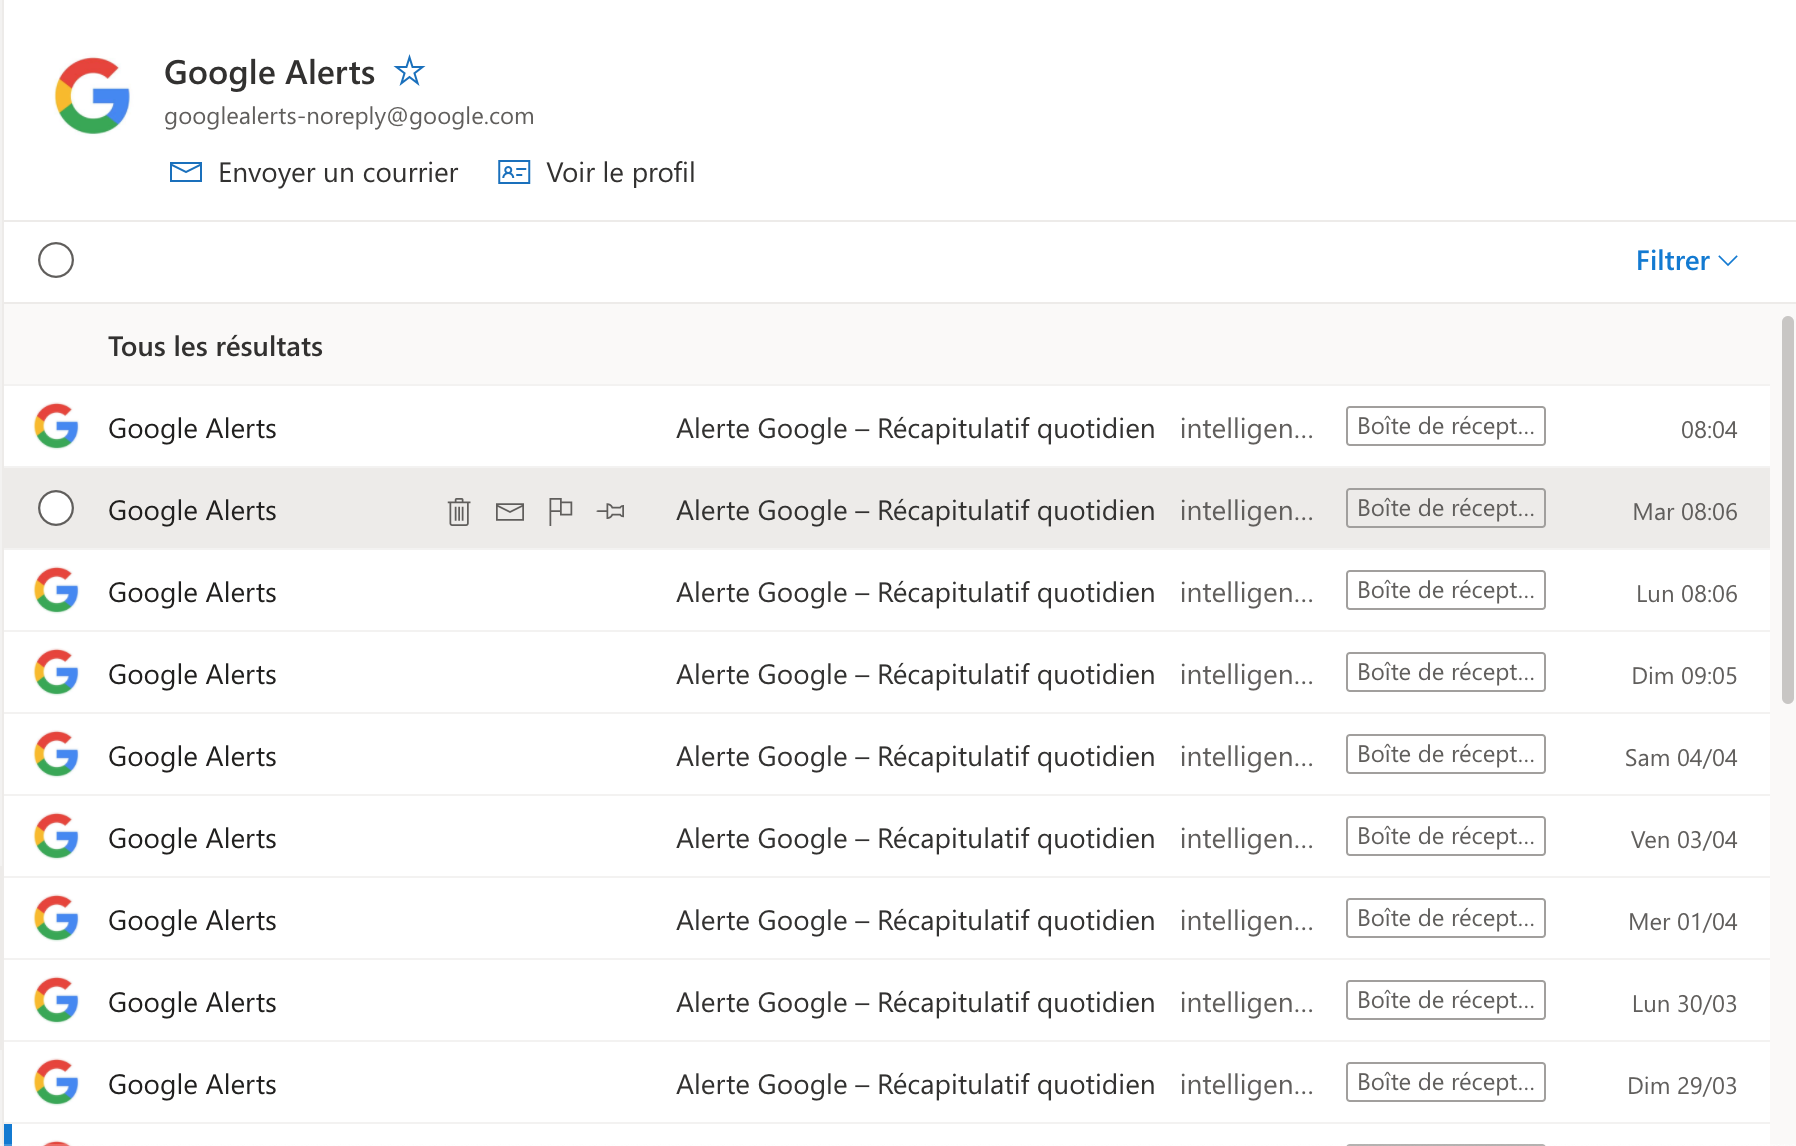 Google Alerts
googlealerts-noreply@google.com
Envoyer un courrier Voir le profil
Filtrer
Tous les résultats
Google Alerts Alerte Google – Récapitulatif quotidien intelligen... Boîte de récept... 08:04
Google Alerts Alerte Google – Récapitulatif quotidien intelligen... Boîte de récept... Mar 08:06
Google Alerts Alerte Google – Récapitulatif quotidien intelligen... Boîte de récept... Lun 08:06
Google Alerts Alerte Google – Récapitulatif quotidien intelligen... Boîte de récept... Dim 09:05
Google Alerts Alerte Google – Récapitulatif quotidien intelligen... Boîte de récept... Sam 04/04
Google Alerts Alerte Google – Récapitulatif quotidien intelligen... Boîte de récept... Ven 03/04
Google Alerts Alerte Google – Récapitulatif quotidien intelligen... Boîte de récept... Mer 01/04
Google Alerts Alerte Google – Récapitulatif quotidien intelligen... Boîte de récept... Lun 30/03
Google Alerts Alerte Google – Récapitulatif quotidien intelligen... Boîte de récept... Dim 29/03